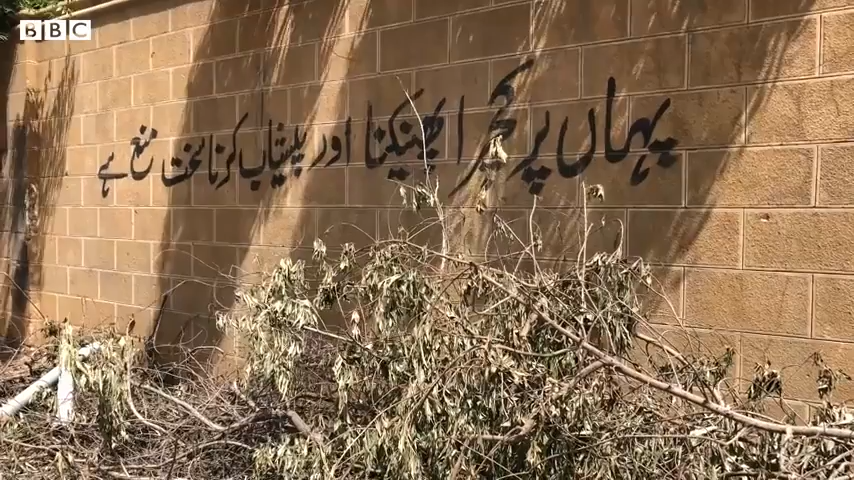 BBC
یہاں پر کچرا پھینکنا اور پیشاب کرنا سخت منع ہے